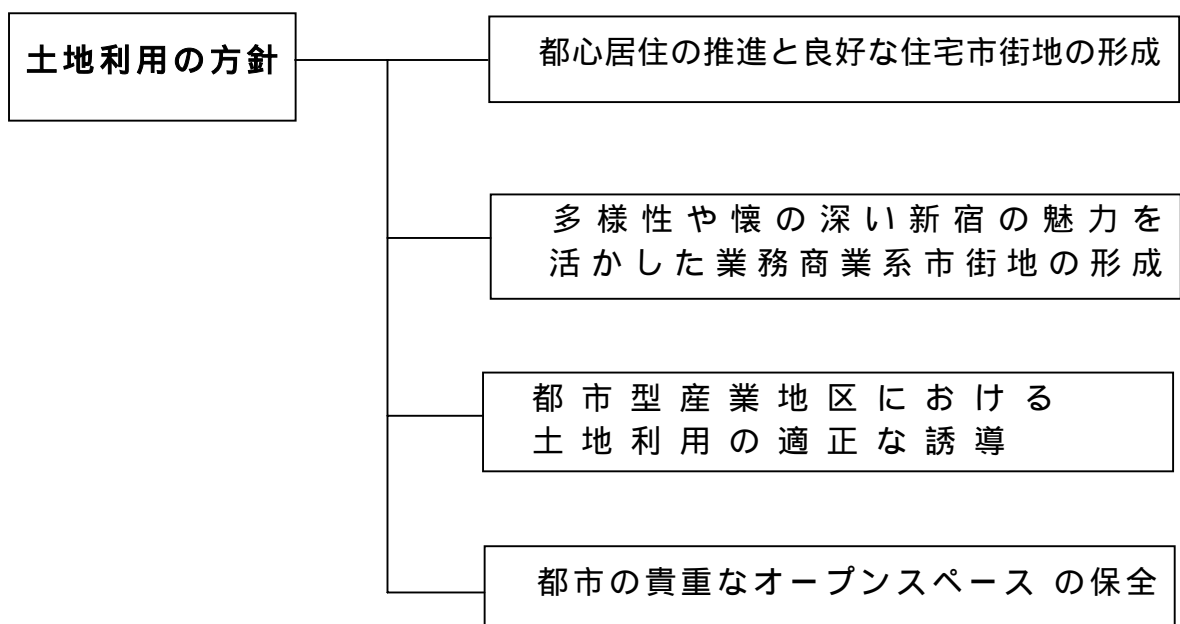 土地利用の方針
都心居住の推進と良好な住宅市街地の形成
多様性や懐の深い新宿の魅力を
活かした業務商業系市街地の形成
都市型産業地区における
土地利用の適正な誘導
都市の貴重なオープンスペース の保全